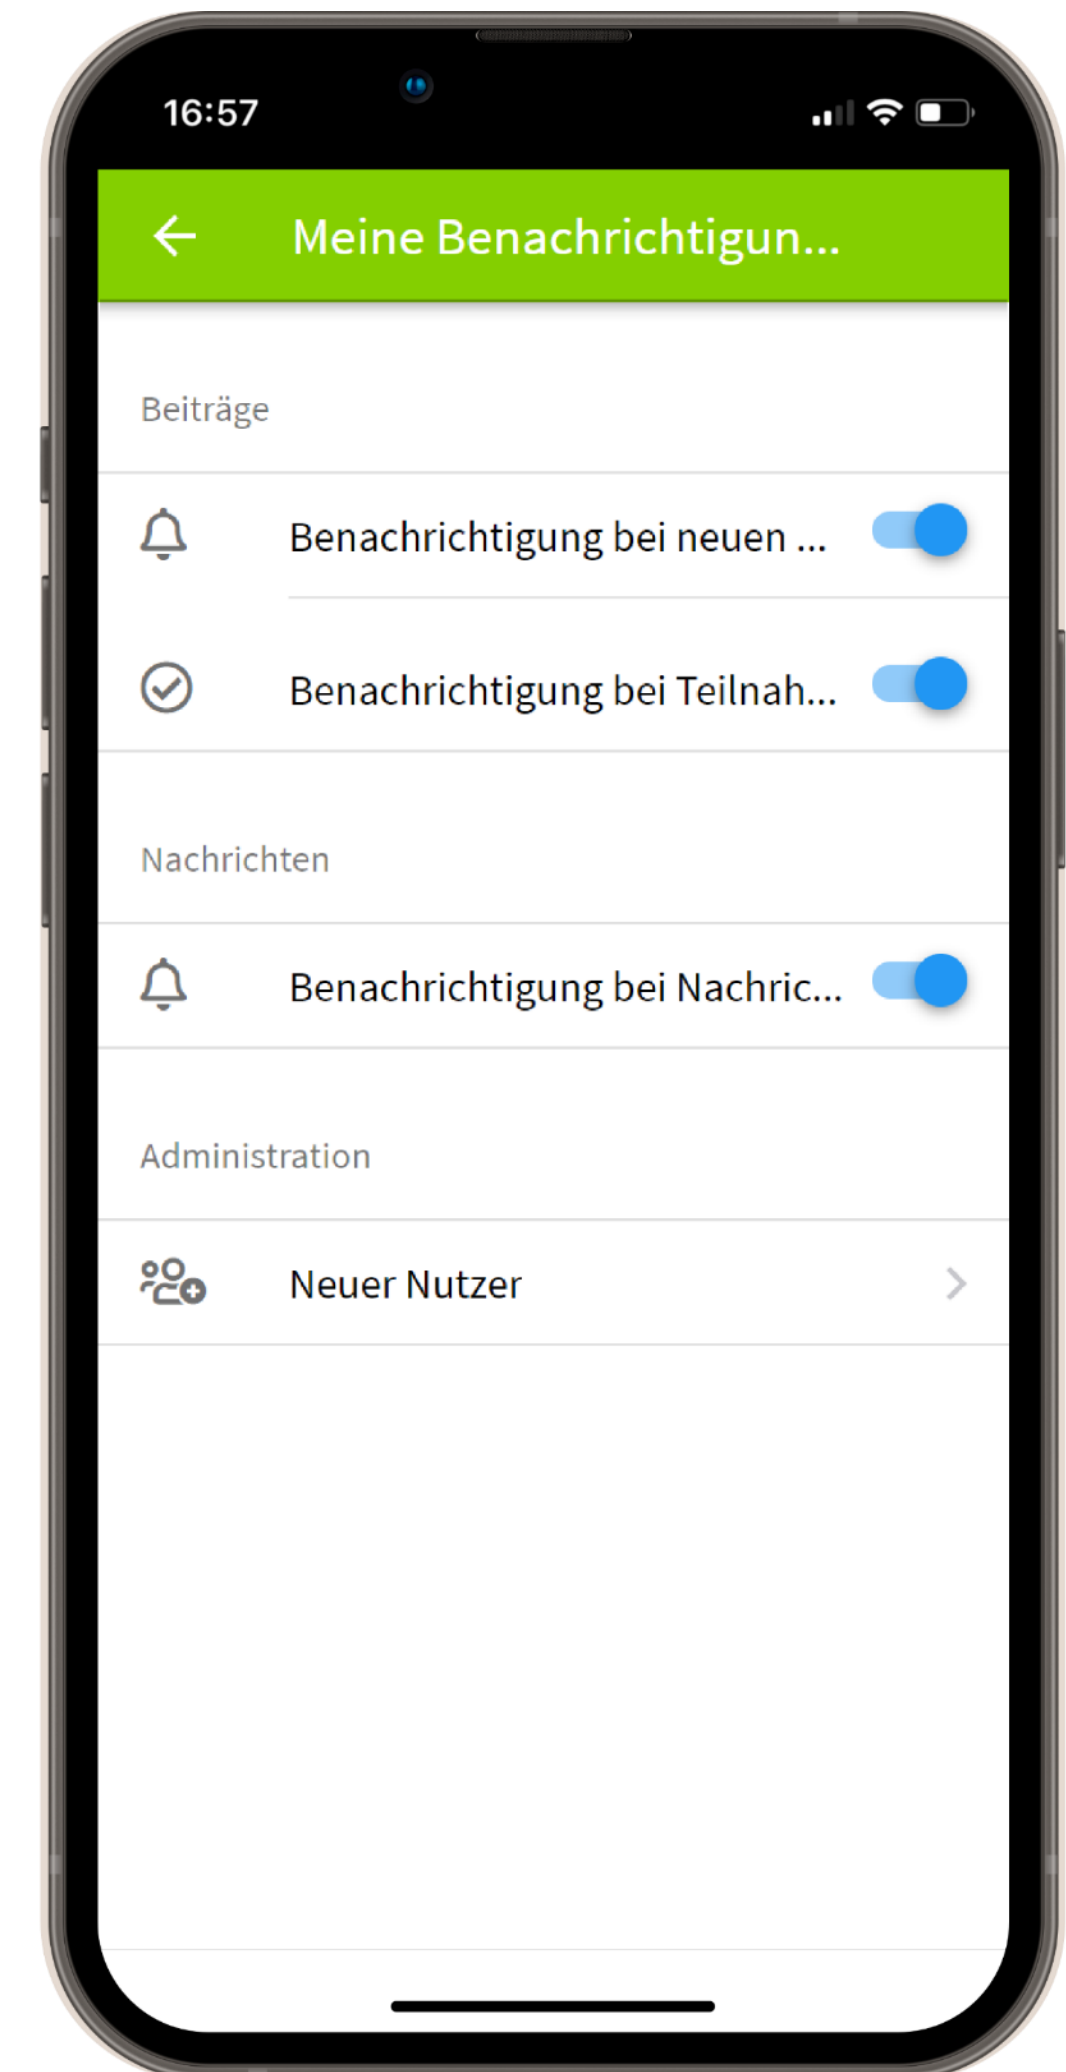 16:57
Meine Benachrichtigun...
Beiträge
Benachrichtigung bei neuen ...
Benachrichtigung bei Teilnah...
Nachrichten
Benachrichtigung bei Nachric...
Administration
Neuer Nutzer